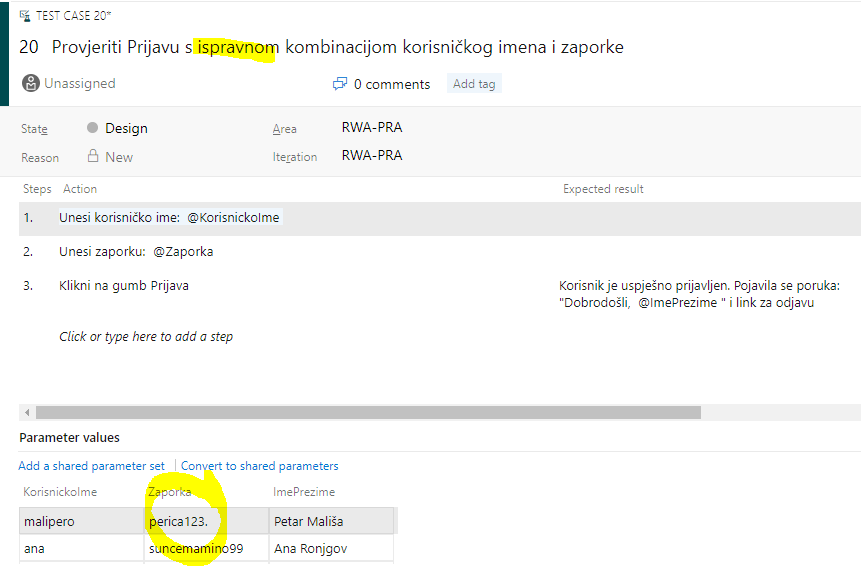 TEST CASE 20*
20 Provjeriti Prijavu s ispravnom kombinacijom korisničkog imena i zaporke
Unassigned
0 comments
Add tag
State
Design
Area
RWA-PRA
Reason
New
Iteration
RWA-PRA
Steps Action Expected result
1. Unesi korisničko ime: @KorisnickoIme
2. Unesi zaporku: @Zaporka
3. Klikni na gumb Prijava
Korisnik je uspješno prijavljen. Pojavila se poruka:
"Dobrodošli, @ImePrezime " i link za odjavu
Click or type here to add a step
Parameter values
Add a shared parameter set | Convert to shared parameters
KorisnickoIme Zaporka ImePrezime
malipero perica123. Petar Mališa
ana suncemamino99 Ana Ronjgov